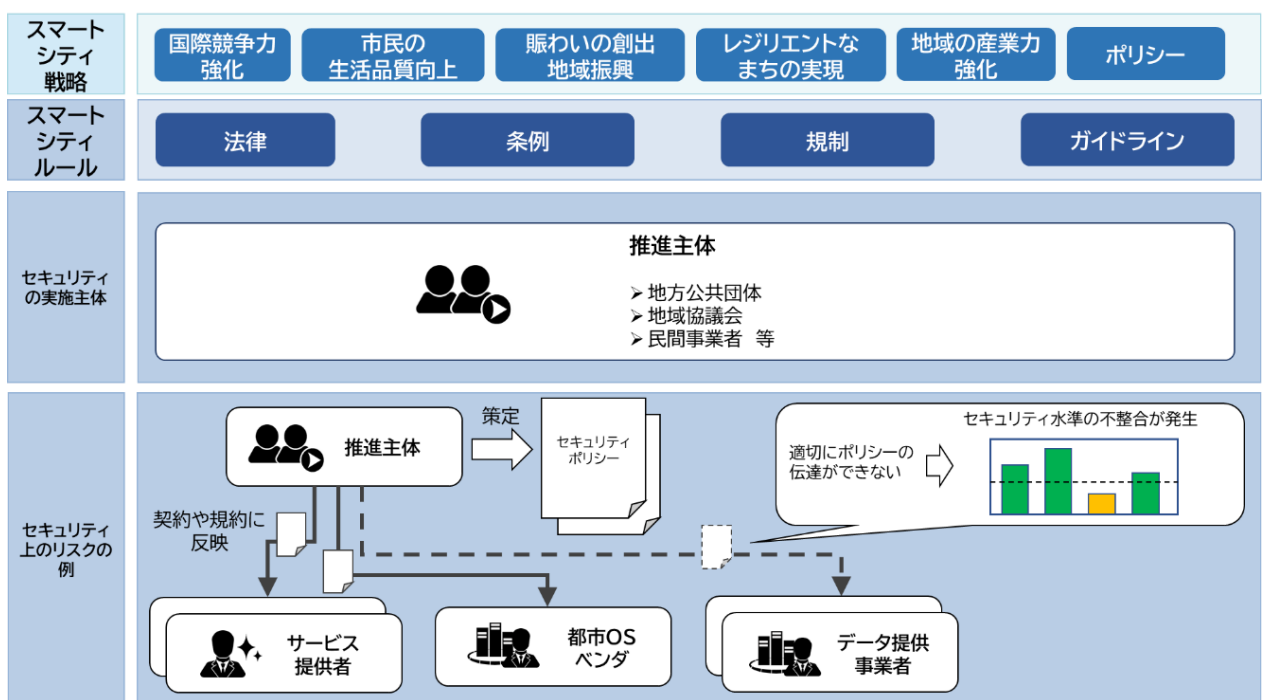 スマート
シティ
戦略
国際競争力
強化
市民の
生活品質向上
賑わいの創出
地域振興
レジリエントな
まちの実現
地域の産業力
強化
ポリシー
スマート
シティ
ルール
法律
条例
規制
ガイドライン
セキュリティ
の実施主体
推進主体
➢ 地方公共団体
➢ 地域協議会
➢ 民間事業者 等
セキュリティ
上のリスクの
例
推進主体
策定
セキュリティ
ポリシー
適切にポリシーの
伝達ができない
セキュリティ水準の不整合が発生
契約や規約に
反映
サービス
提供者
都市OS
ベンダ
データ提供
事業者